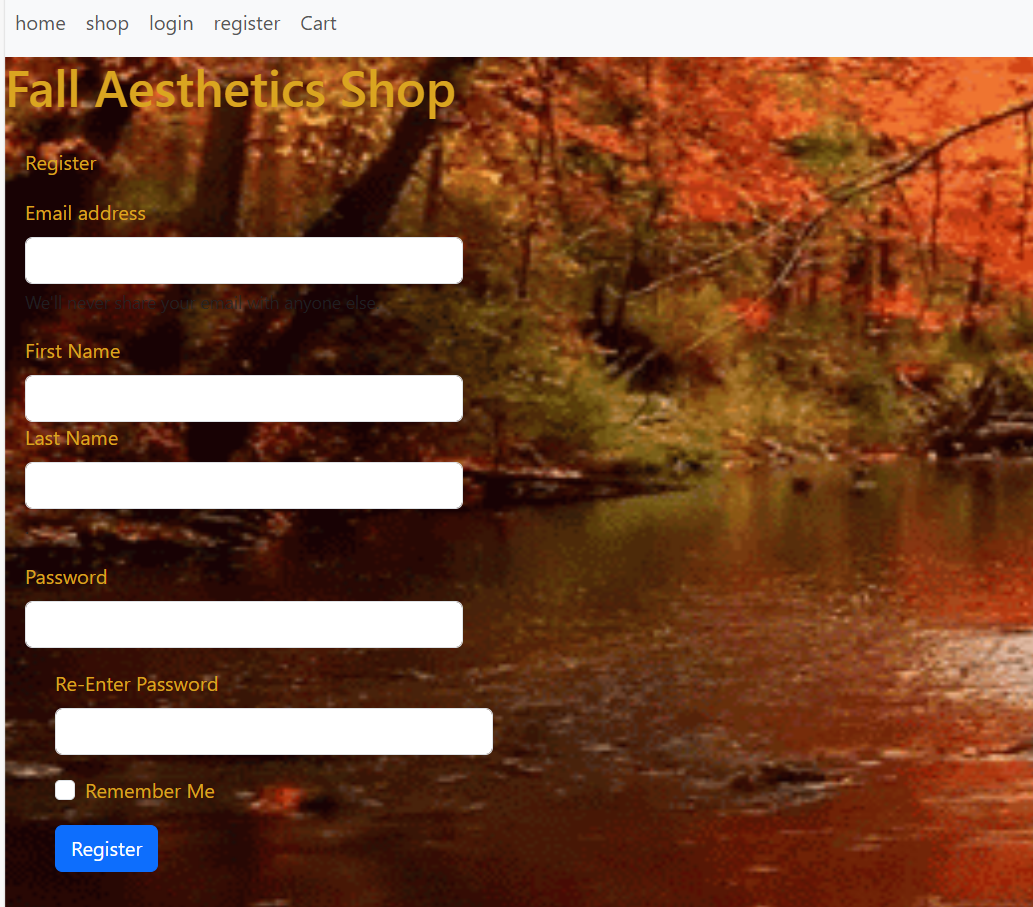 home shop login register Cart
Fall Aesthetics Shop
Register
Email address
We'll never share your email with anyone else.
First Name
Last Name
Password
Re-Enter Password
Remember Me
Register